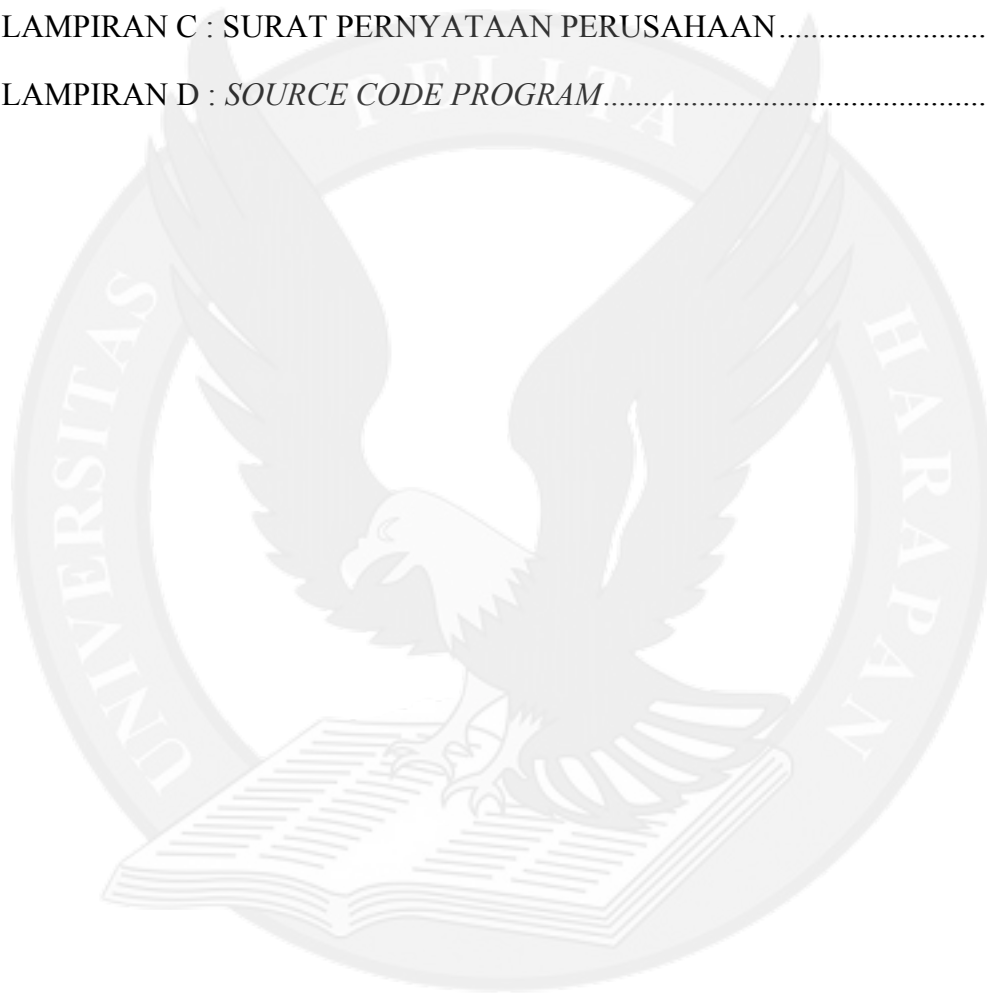 LAMPIRAN C : SURAT PERNYATAAN PERUSAHAAN........................
LAMPIRAN D : SOURCE CODE PROGRAM............................................
UNIVERSITAS PELITA HARAPAN